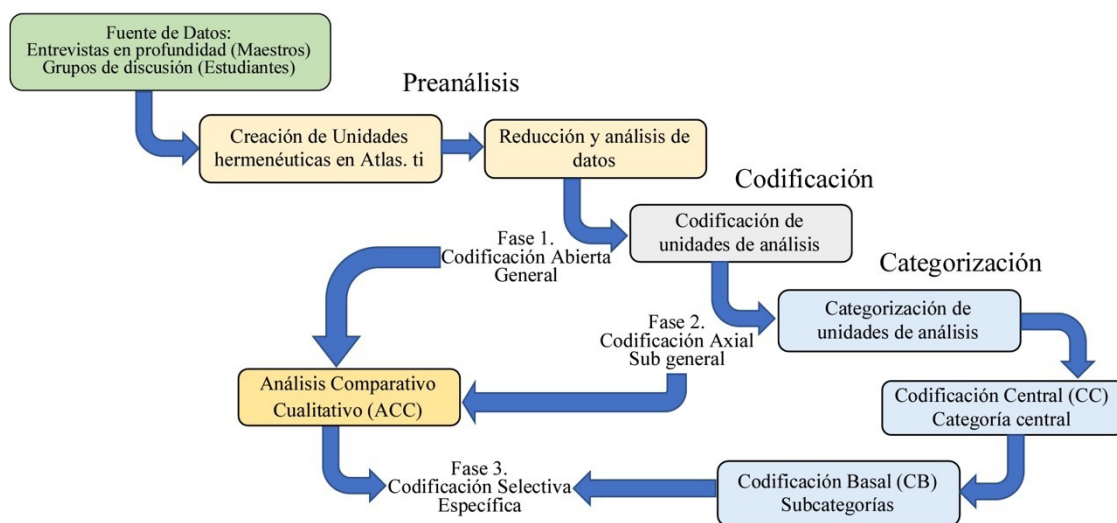 Fuente de Datos:
Entrevistas en profundidad (Maestros)
Grupos de discusión (Estudiantes)
Preanálisis
Creación de Unidades
hermenéuticas en Atlas. ti
Reducción y análisis de
datos
Codificación
Codificación de
unidades de análisis
Fase 1.
Codificación Abierta
General
Categorización
Categorización de
unidades de análisis
Fase 2.
Codificación Axial
Sub general
Análisis Comparativo
Cualitativo (ACC)
Codificación Central (CC)
Categoría central
Fase 3.
Codificación Selectiva
Específica
Codificación Basal (CB)
Subcategorías